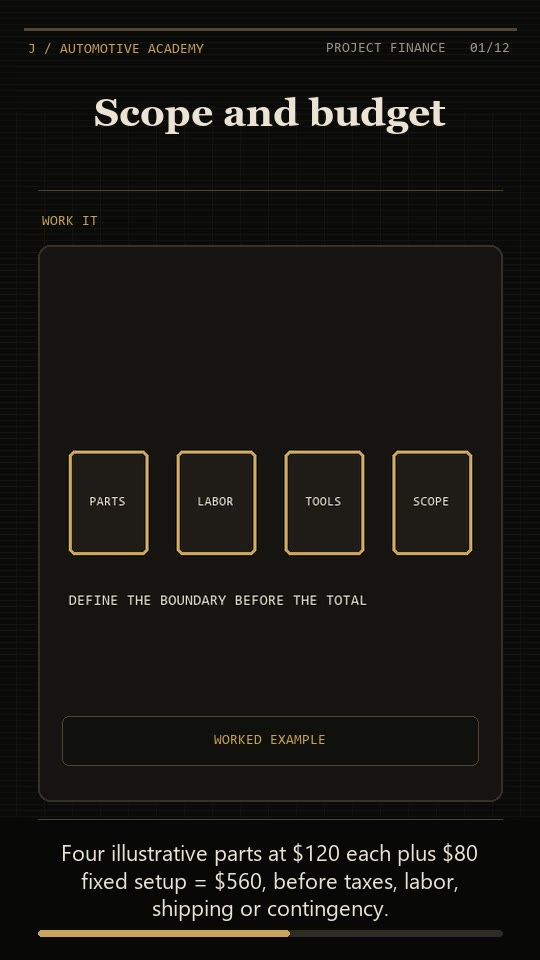 J / AUTOMOTIVE ACADEMY
PROJECT FINANCE 01/12
Scope and budget
WORK IT
PARTS
LABOR
TOOLS
SCOPE
DEFINE THE BOUNDARY BEFORE THE TOTAL
WORKED EXAMPLE
Four illustrative parts at $120 each plus $80
fixed setup = $560, before taxes, labor,
shipping or contingency.